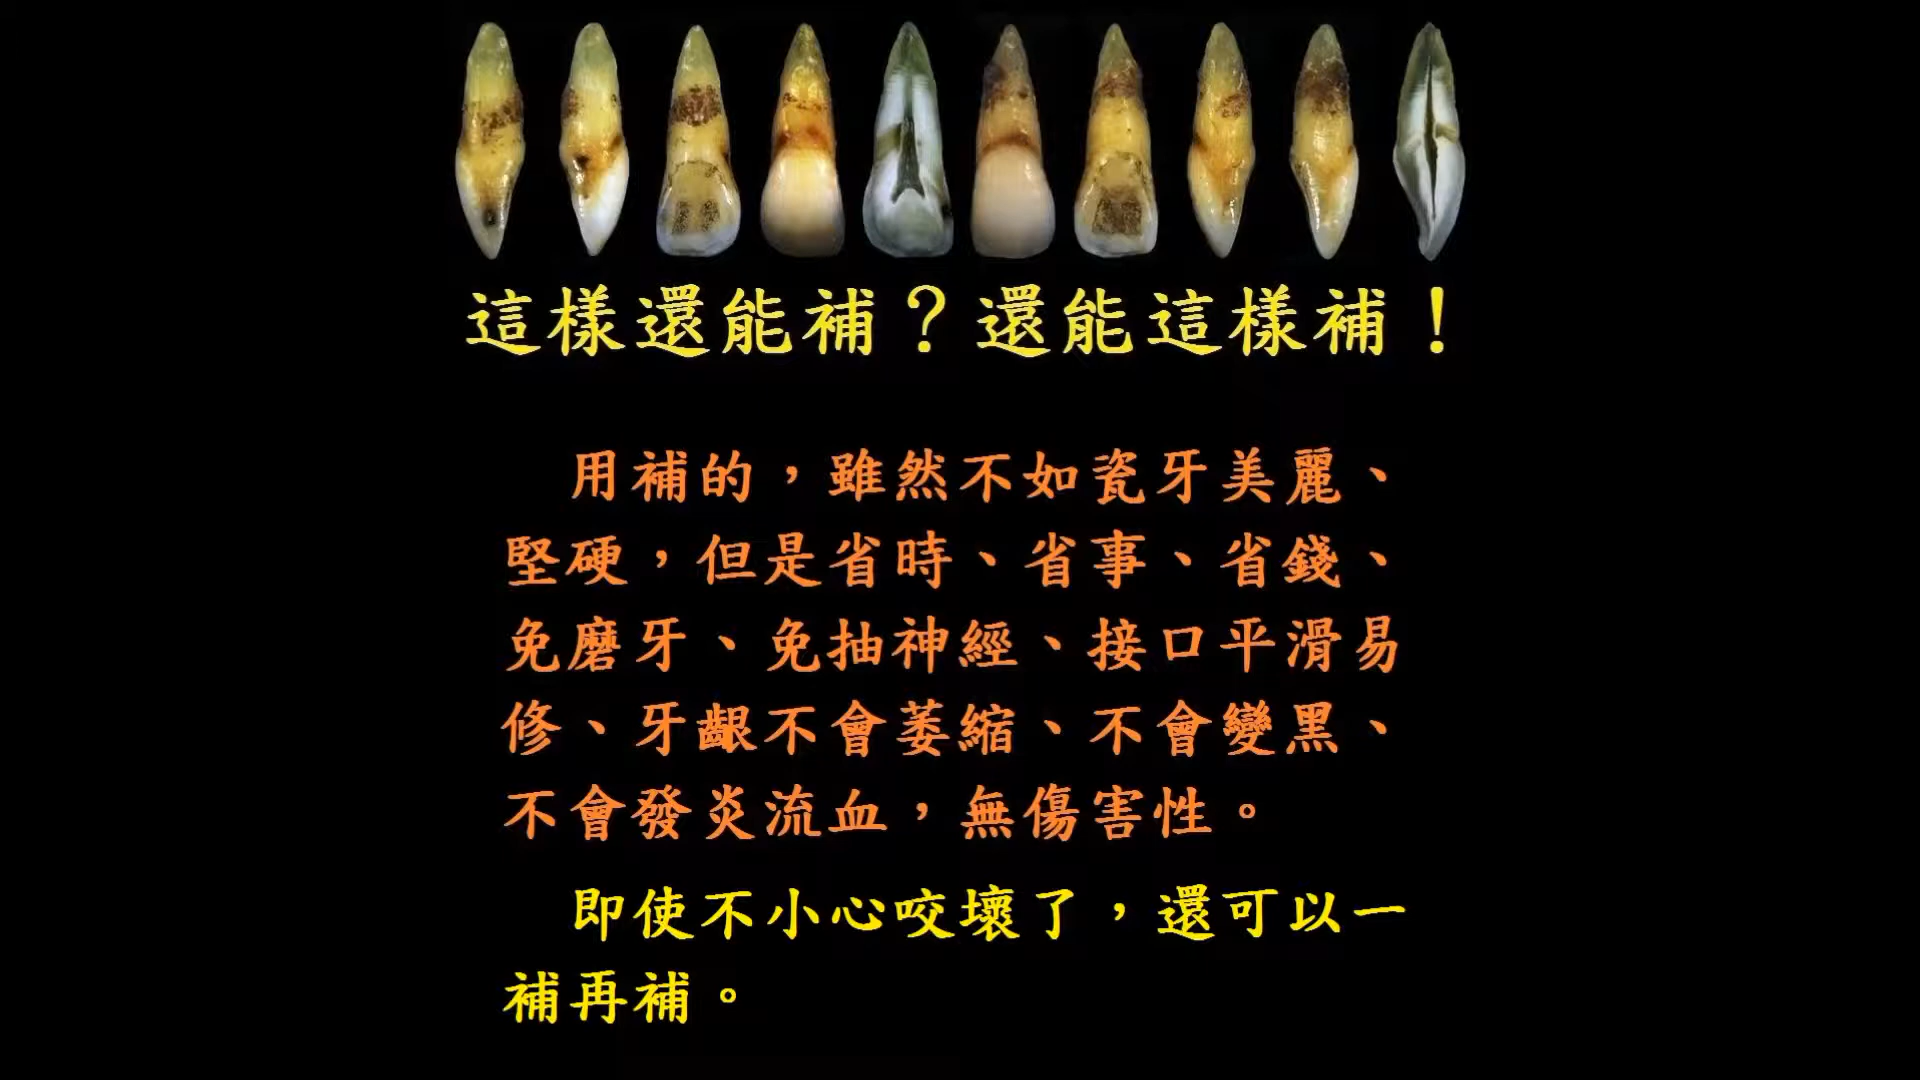 這樣還能補？還能這樣補！
用補的，雖然不如瓷牙美麗、
堅硬，但是省時、省事、省錢、
免磨牙、免抽神經、接口平滑易
修、牙齦不會萎縮、不會變黑、
不會發炎流血，無傷害性。
即使不小心咬壞了，還可以一
補再補。